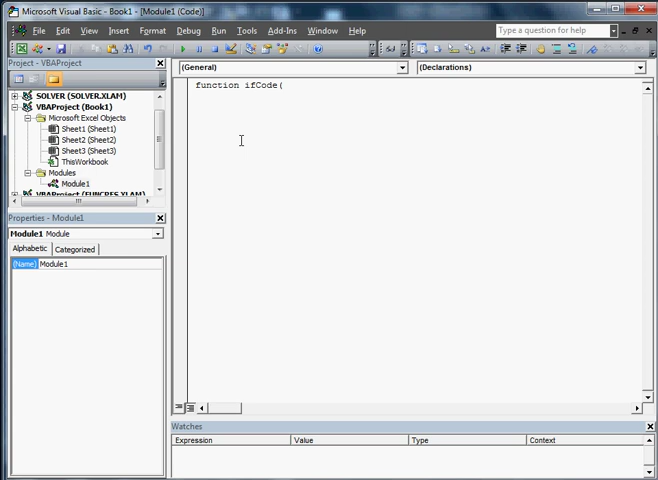 Microsoft Visual Basic - Book1 - [Module1 (Code)]
File Edit View Insert Format Debug Run Tools Add-Ins Window Help
Type a question for help
Project - VBAProject
(General)
(Declarations)
function ifCode(
SOLVER (SOLVER.XLAM)
VBAProject (Book1)
Microsoft Excel Objects
Sheet1 (Sheet1)
Sheet2 (Sheet2)
Sheet3 (Sheet3)
ThisWorkbook
Modules
Module1
VBAProject (FUNCRES.XLAM)
Properties - Module1
Module1 Module
Alphabetic Categorized
(Name) Module1
Watches
Expression Value Type Context